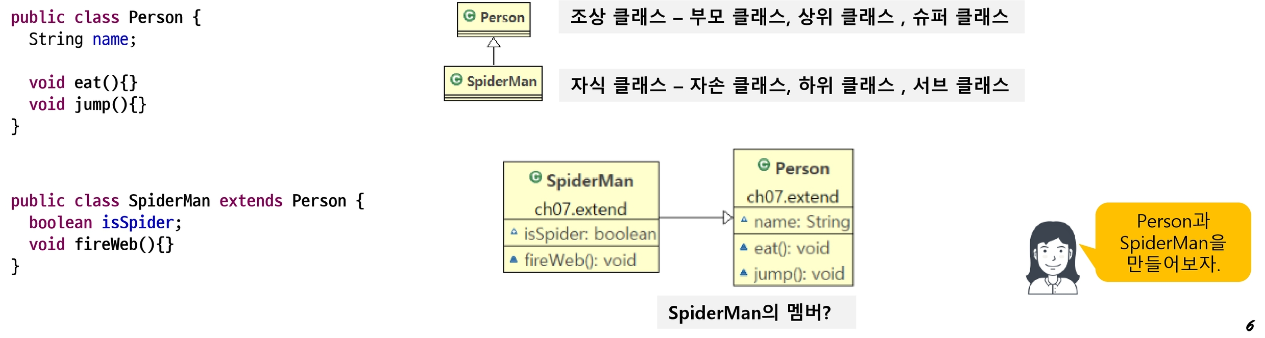 public class Person {
String name;
void eat(){}
void jump(){}
}
public class SpiderMan extends Person {
boolean isSpider;
void fireWeb(){}
}
C Person
조상 클래스 – 부모 클래스, 상위 클래스 , 슈퍼 클래스
C SpiderMan
자식 클래스 – 자손 클래스, 하위 클래스 , 서브 클래스
C SpiderMan
ch07.extend
isSpider: boolean
fireWeb(): void
C Person
ch07.extend
name: String
eat(): void
jump(): void
SpiderMan의 멤버?
Person과
SpiderMan을
만들어보자.
6